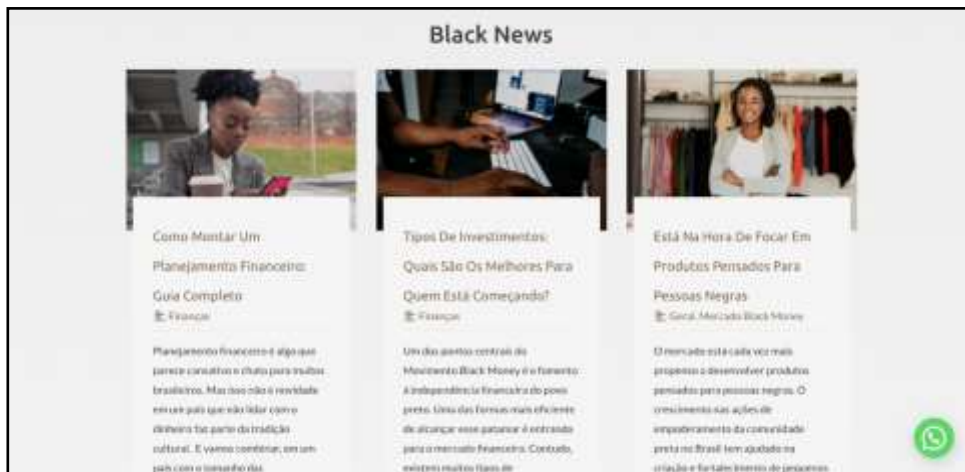 Black News
Como Montar Um
Planejamento Financeiro:
Guia Completo
Finanças
Planejamento financeiro é algo que
parece cansativo e chato para muitos
brasileiros. Mas isso não é novidade
em um país que não lidar com o
dinheiro faz parte da tradição
cultural. E vamos combinar, em um
país com o tamanho das
Tipos De Investimentos:
Quais São Os Melhores Para
Quem Está Começando?
Finanças
Um dos pontos centrais do
Movimento Black Money é o fomento
à independência financeira do povo
preto. Uma das formas mais eficiente
de alcançar esse patamar é entrando
para o mercado financeiro. Contudo,
existem muitos tipos de
Está Na Hora De Focar Em
Produtos Pensados Para
Pessoas Negras
Geral, Mercado Black Money
O mercado está cada vez mais
propenso a desenvolver produtos
pensados para pessoas negras. O
crescimento nas ações de
empoderamento da comunidade
preta no Brasil tem ajudado na
criação e fortalecimento de pequenos